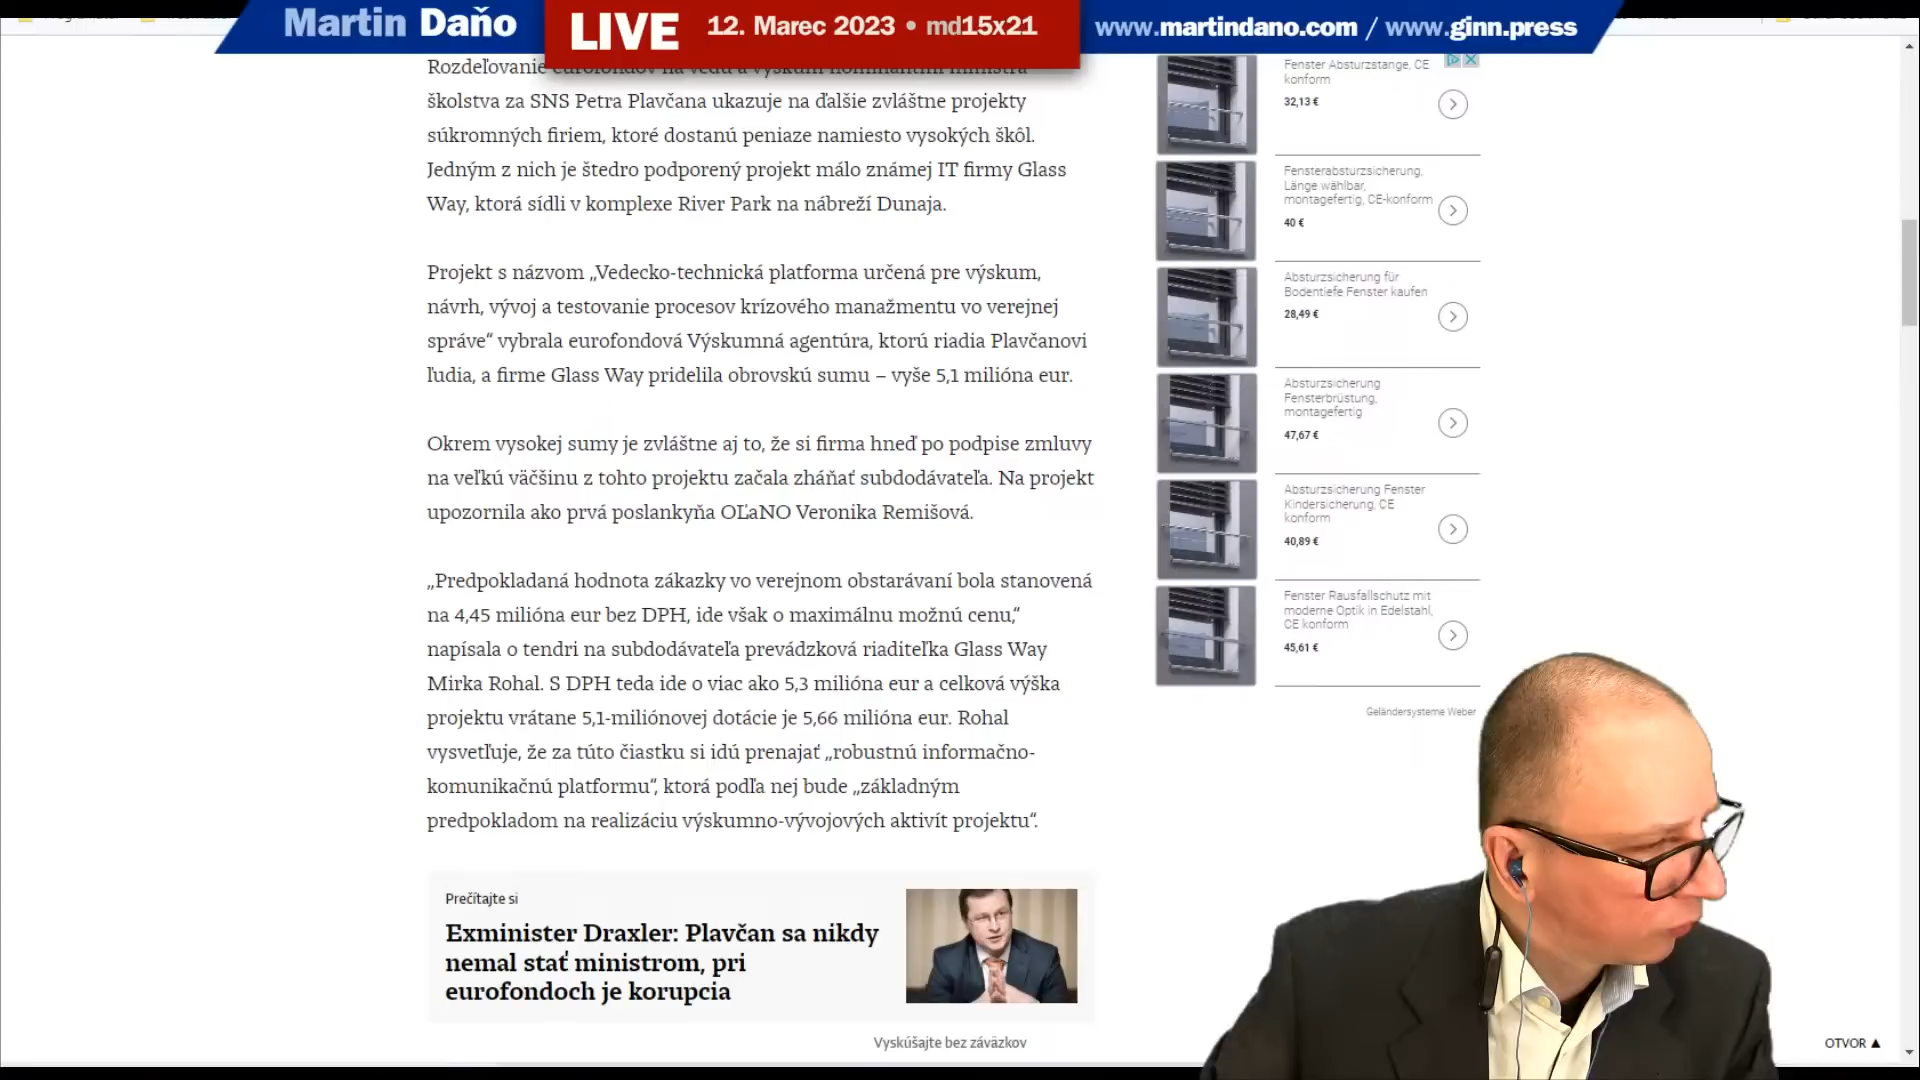 Martin Daňo
LIVE
12. Marec 2023 • md15x21
www.martindano.com / www.ginn.press
Rozdeľovanie eurofondov na vedu a výskum nominantmi ministra
školstva za SNS Petra Plavčana ukazuje na ďalšie zvláštne projekty
súkromných firiem, ktoré dostanú peniaze namiesto vysokých škôl.
Jedným z nich je štedro podporený projekt málo známej IT firmy Glass
Way, ktorá sídli v komplexe River Park na nábreží Dunaja.
Projekt s názvom „Vedecko-technická platforma určená pre výskum,
návrh, vývoj a testovanie procesov krízového manažmentu vo verejnej
správe“ vybrala eurofondová Výskumná agentúra, ktorú riadia Plavčanovi
ľudia, a firme Glass Way pridelila obrovskú sumu – vyše 5,1 milióna eur.
Okrem vysokej sumy je zvláštne aj to, že si firma hneď po podpise zmluvy
na veľkú väčšinu z tohto projektu začala zháňať subdodávateľa. Na projekt
upozornila ako prvá poslankyňa OĽaNO Veronika Remišová.
„Predpokladaná hodnota zákazky vo verejnom obstarávaní bola stanovená
na 4,45 milióna eur bez DPH, ide však o maximálnu možnú cenu,“
napísala o tendri na subdodávateľa prevádzková riaditeľka Glass Way
Mirka Rohal. S DPH teda ide o viac ako 5,3 milióna eur a celková výška
projektu vrátane 5,1-miliónovej dotácie je 5,66 milióna eur. Rohal
vysvetľuje, že za túto čiastku si idú prenajať „robustnú informačno-
komunikačnú platformu“, ktorá podľa nej bude „základným
predpokladom na realizáciu výskumno-vývojových aktivít projektu“.
Prečítajte si
Exminister Draxler: Plavčan sa nikdy
nemal stať ministrom, pri
eurofondoch je korupcia
Vyskúšajte bez záväzkov
Fenster Absturzstange, CE
konform
32,13 €
Fensterabsturzsicherung,
Länge wählbar,
montagefertig, CE-konform
40 €
Absturzsicherung für
Bodentiefe Fenster kaufen
28,49 €
Absturzsicherung
Fensterbrüstung,
montagefertig
47,67 €
Absturzsicherung Fenster
Kindersicherung, CE
konform
40,89 €
Fenster Rausfallschutz mit
moderne Optik in Edelstahl,
CE konform
45,61 €
Geländersysteme Weber
OTVOR ▲